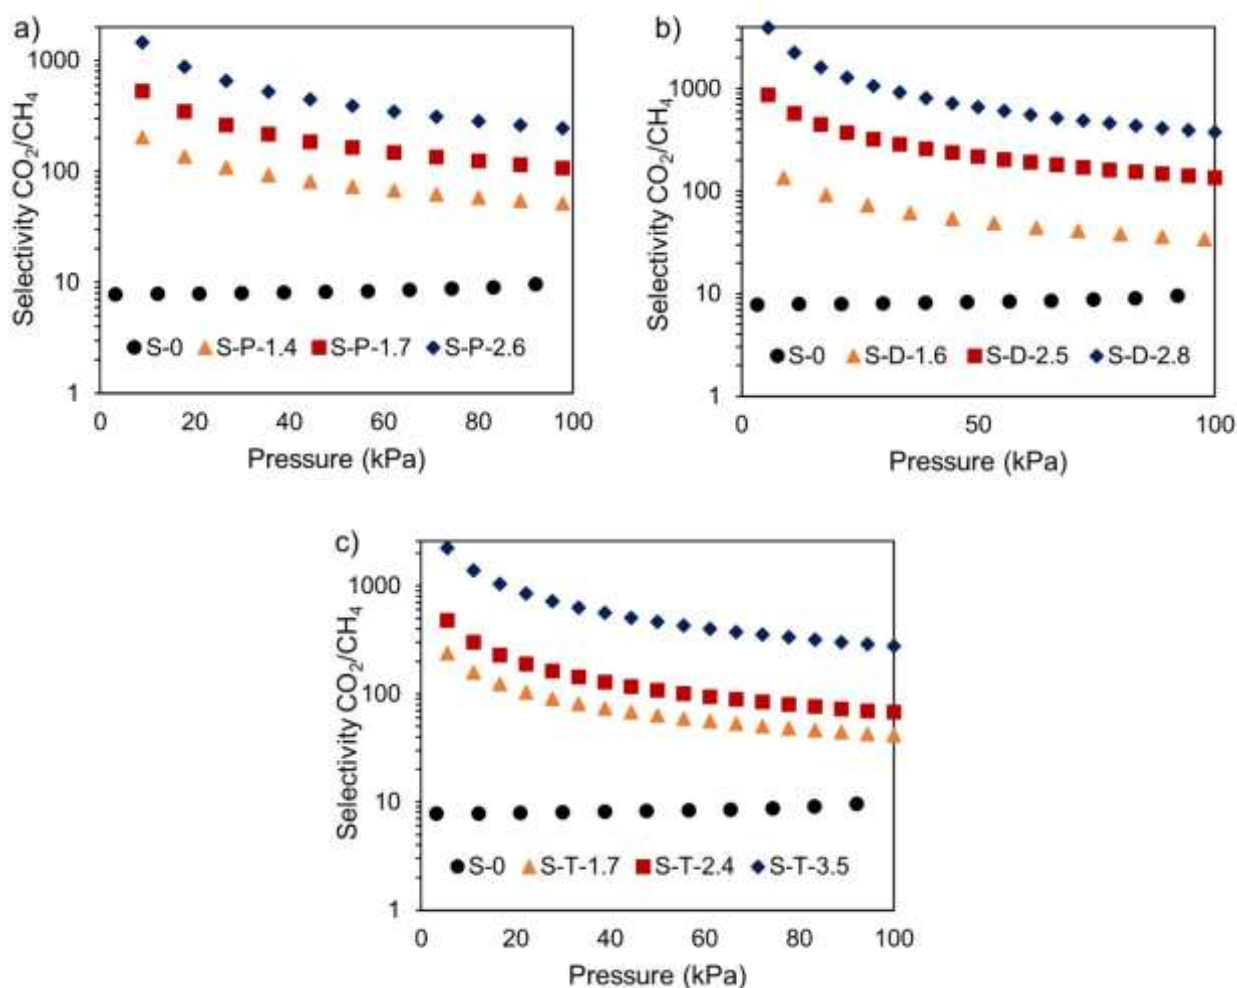 a)
Selectivity CO₂/CH₄
1000
100
10
1
S-0 S-P-1.4 S-P-1.7 S-P-2.6
0 20 40 60 80 100
Pressure (kPa)
b)
Selectivity CO₂/CH₄
1000
100
10
1
S-0 S-D-1.6 S-D-2.5 S-D-2.8
0 50 100
Pressure (kPa)
c)
Selectivity CO₂/CH₄
1000
100
10
1
S-0 S-T-1.7 S-T-2.4 S-T-3.5
0 20 40 60 80 100
Pressure (kPa)